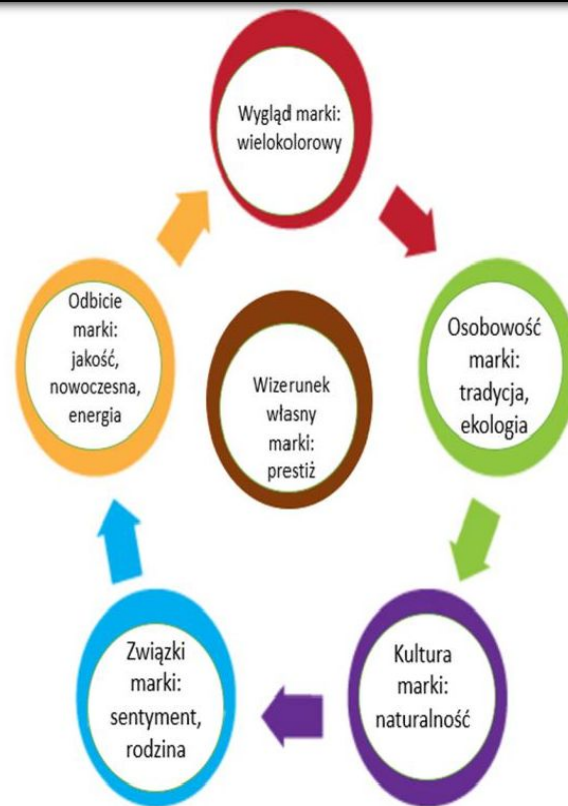 Wygląd marki:
wielokolorowy
Osobowość
marki:
tradycja,
ekologia
Kultura
marki:
naturalność
Związki
marki:
sentyment,
rodzina
Odbicie
marki:
jakość,
nowoczesna,
energia
Wizerunek
własny
marki:
prestiż